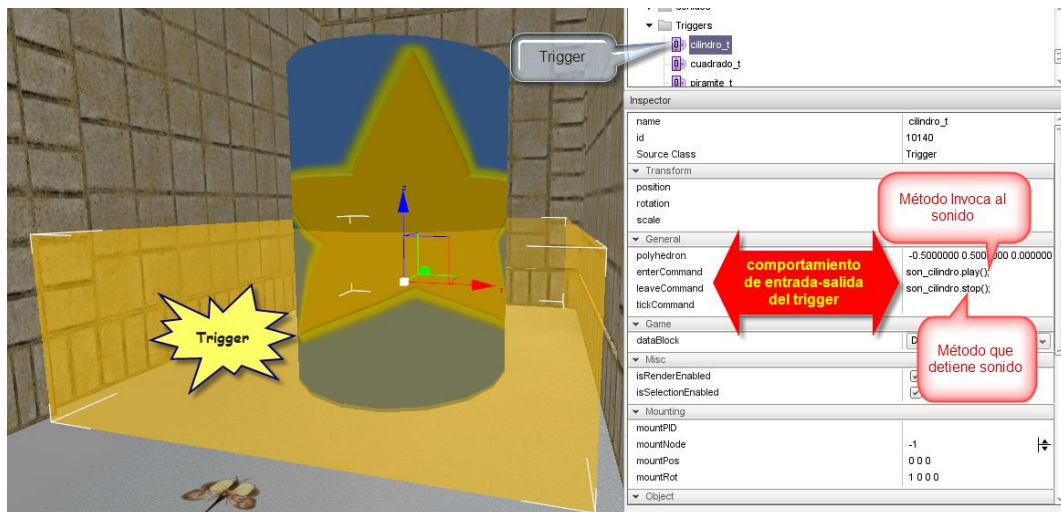 Triggers
Trigger
cilindro_t
cuadrado_t
piramite_t
Inspector
name cilindro_t
id 10140
Source Class Trigger
Transform
position
rotation
scale
Método Invoca al
sonido
General
polyhedron -0.5000000 0.500 0000 0.000000
enterCommand son_cilindro.play();
leaveCommand son_cilindro.stop();
tickCommand
comportamiento
de entrada-salida
del trigger
Game
dataBlock D
Método que
detiene sonido
Misc
isRenderEnabled
isSelectionEnabled
Mounting
mountPID
mountNode -1
mountPos 0 0 0
mountRot 1 0 0 0
Object
Trigger
x
z